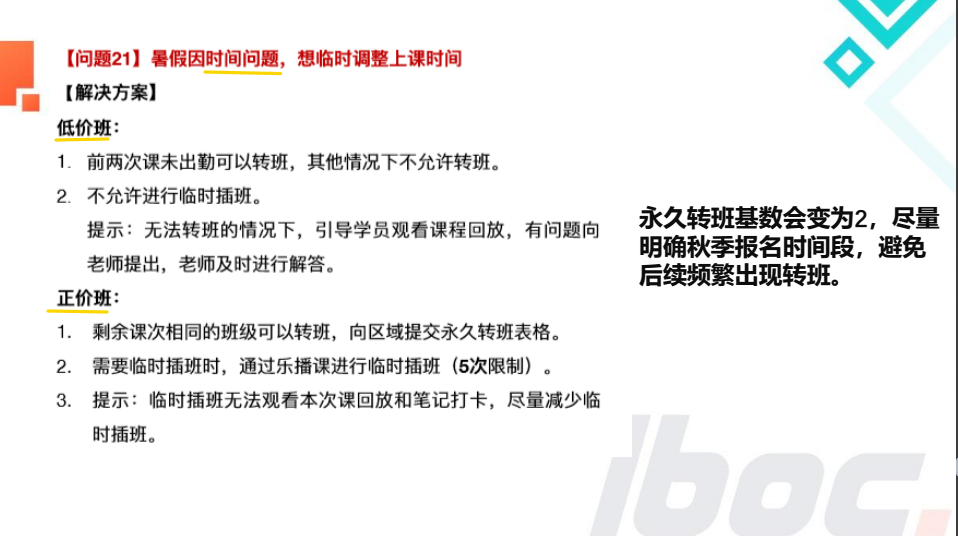 【问题21】暑假因时间问题，想临时调整上课时间
【解决方案】
低价班：
1. 前两次课未出勤可以转班，其他情况下不允许转班。
2. 不允许进行临时插班。
提示：无法转班的情况下，引导学员观看课程回放，有问题向
老师提出，老师及时进行解答。
正价班：
1. 剩余课次相同的班级可以转班，向区域提交永久转班表格。
2. 需要临时插班时，通过乐播课进行临时插班（5次限制）。
3. 提示：临时插班无法观看本次课回放和笔记打卡，尽量减少临
时插班。
永久转班基数会变为2，尽量
明确秋季报名时间段，避免
后续频繁出现转班。
iboc